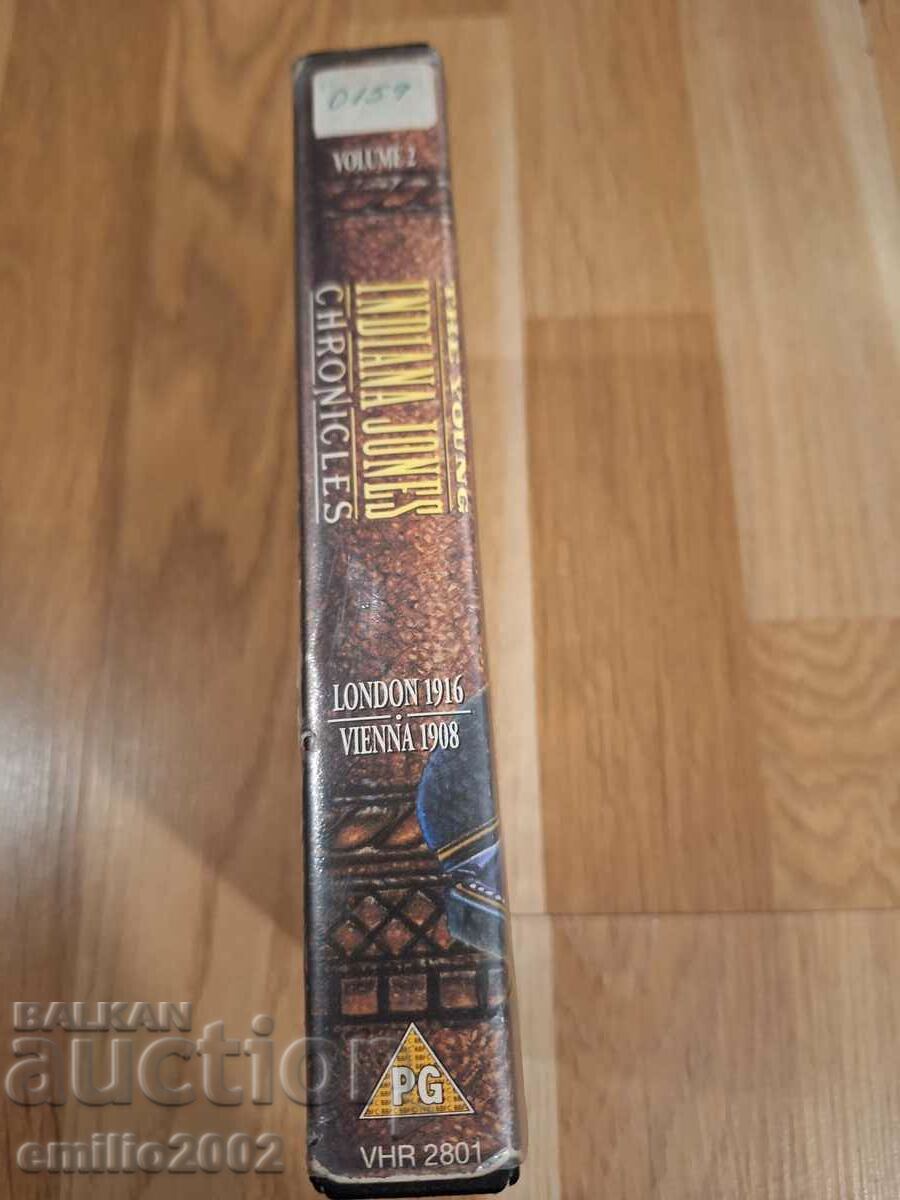 0159
VOLUME 2
THE YOUNG
INDIANA JONES
CHRONICLES
LONDON 1916
VIENNA 1908
PG
VHR 2801
BALKAN
auction
emilio2002